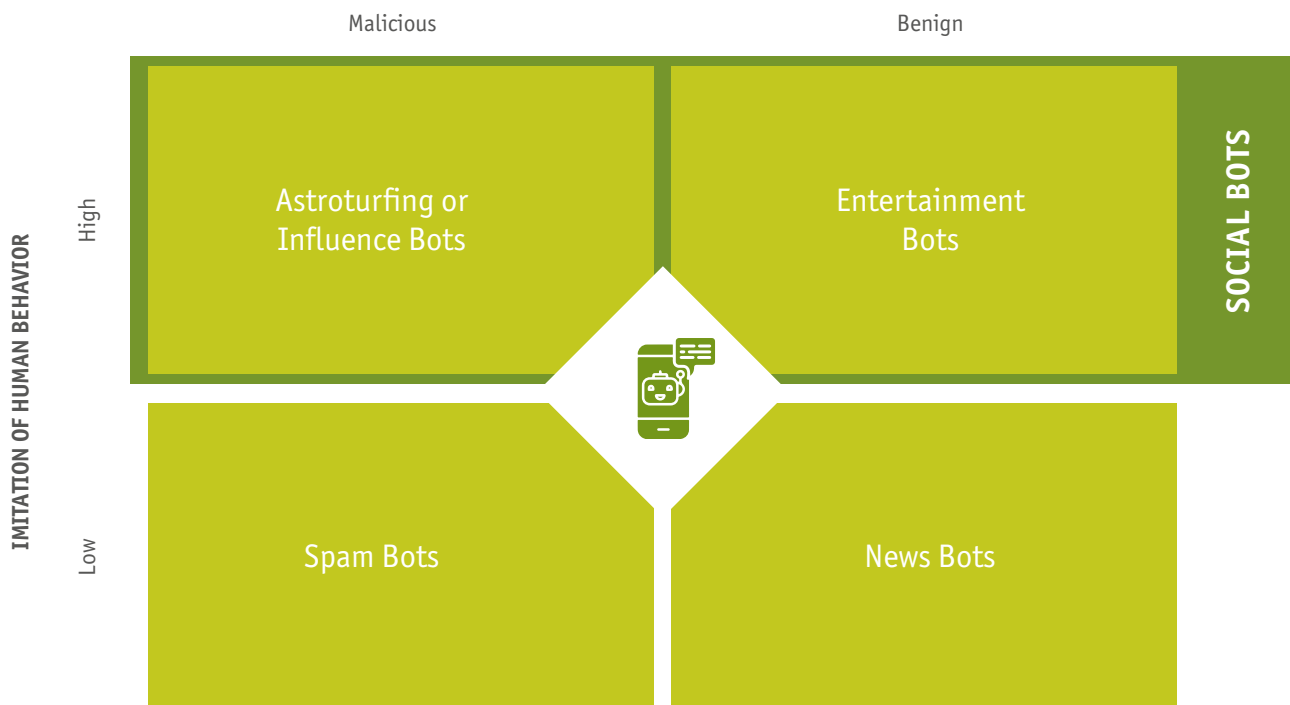 Malicious
Benign
IMITATION OF HUMAN BEHAVIOR
High
Astroturfing or
Influence Bots
Entertainment
Bots
SOCIAL BOTS
Low
Spam Bots
News Bots